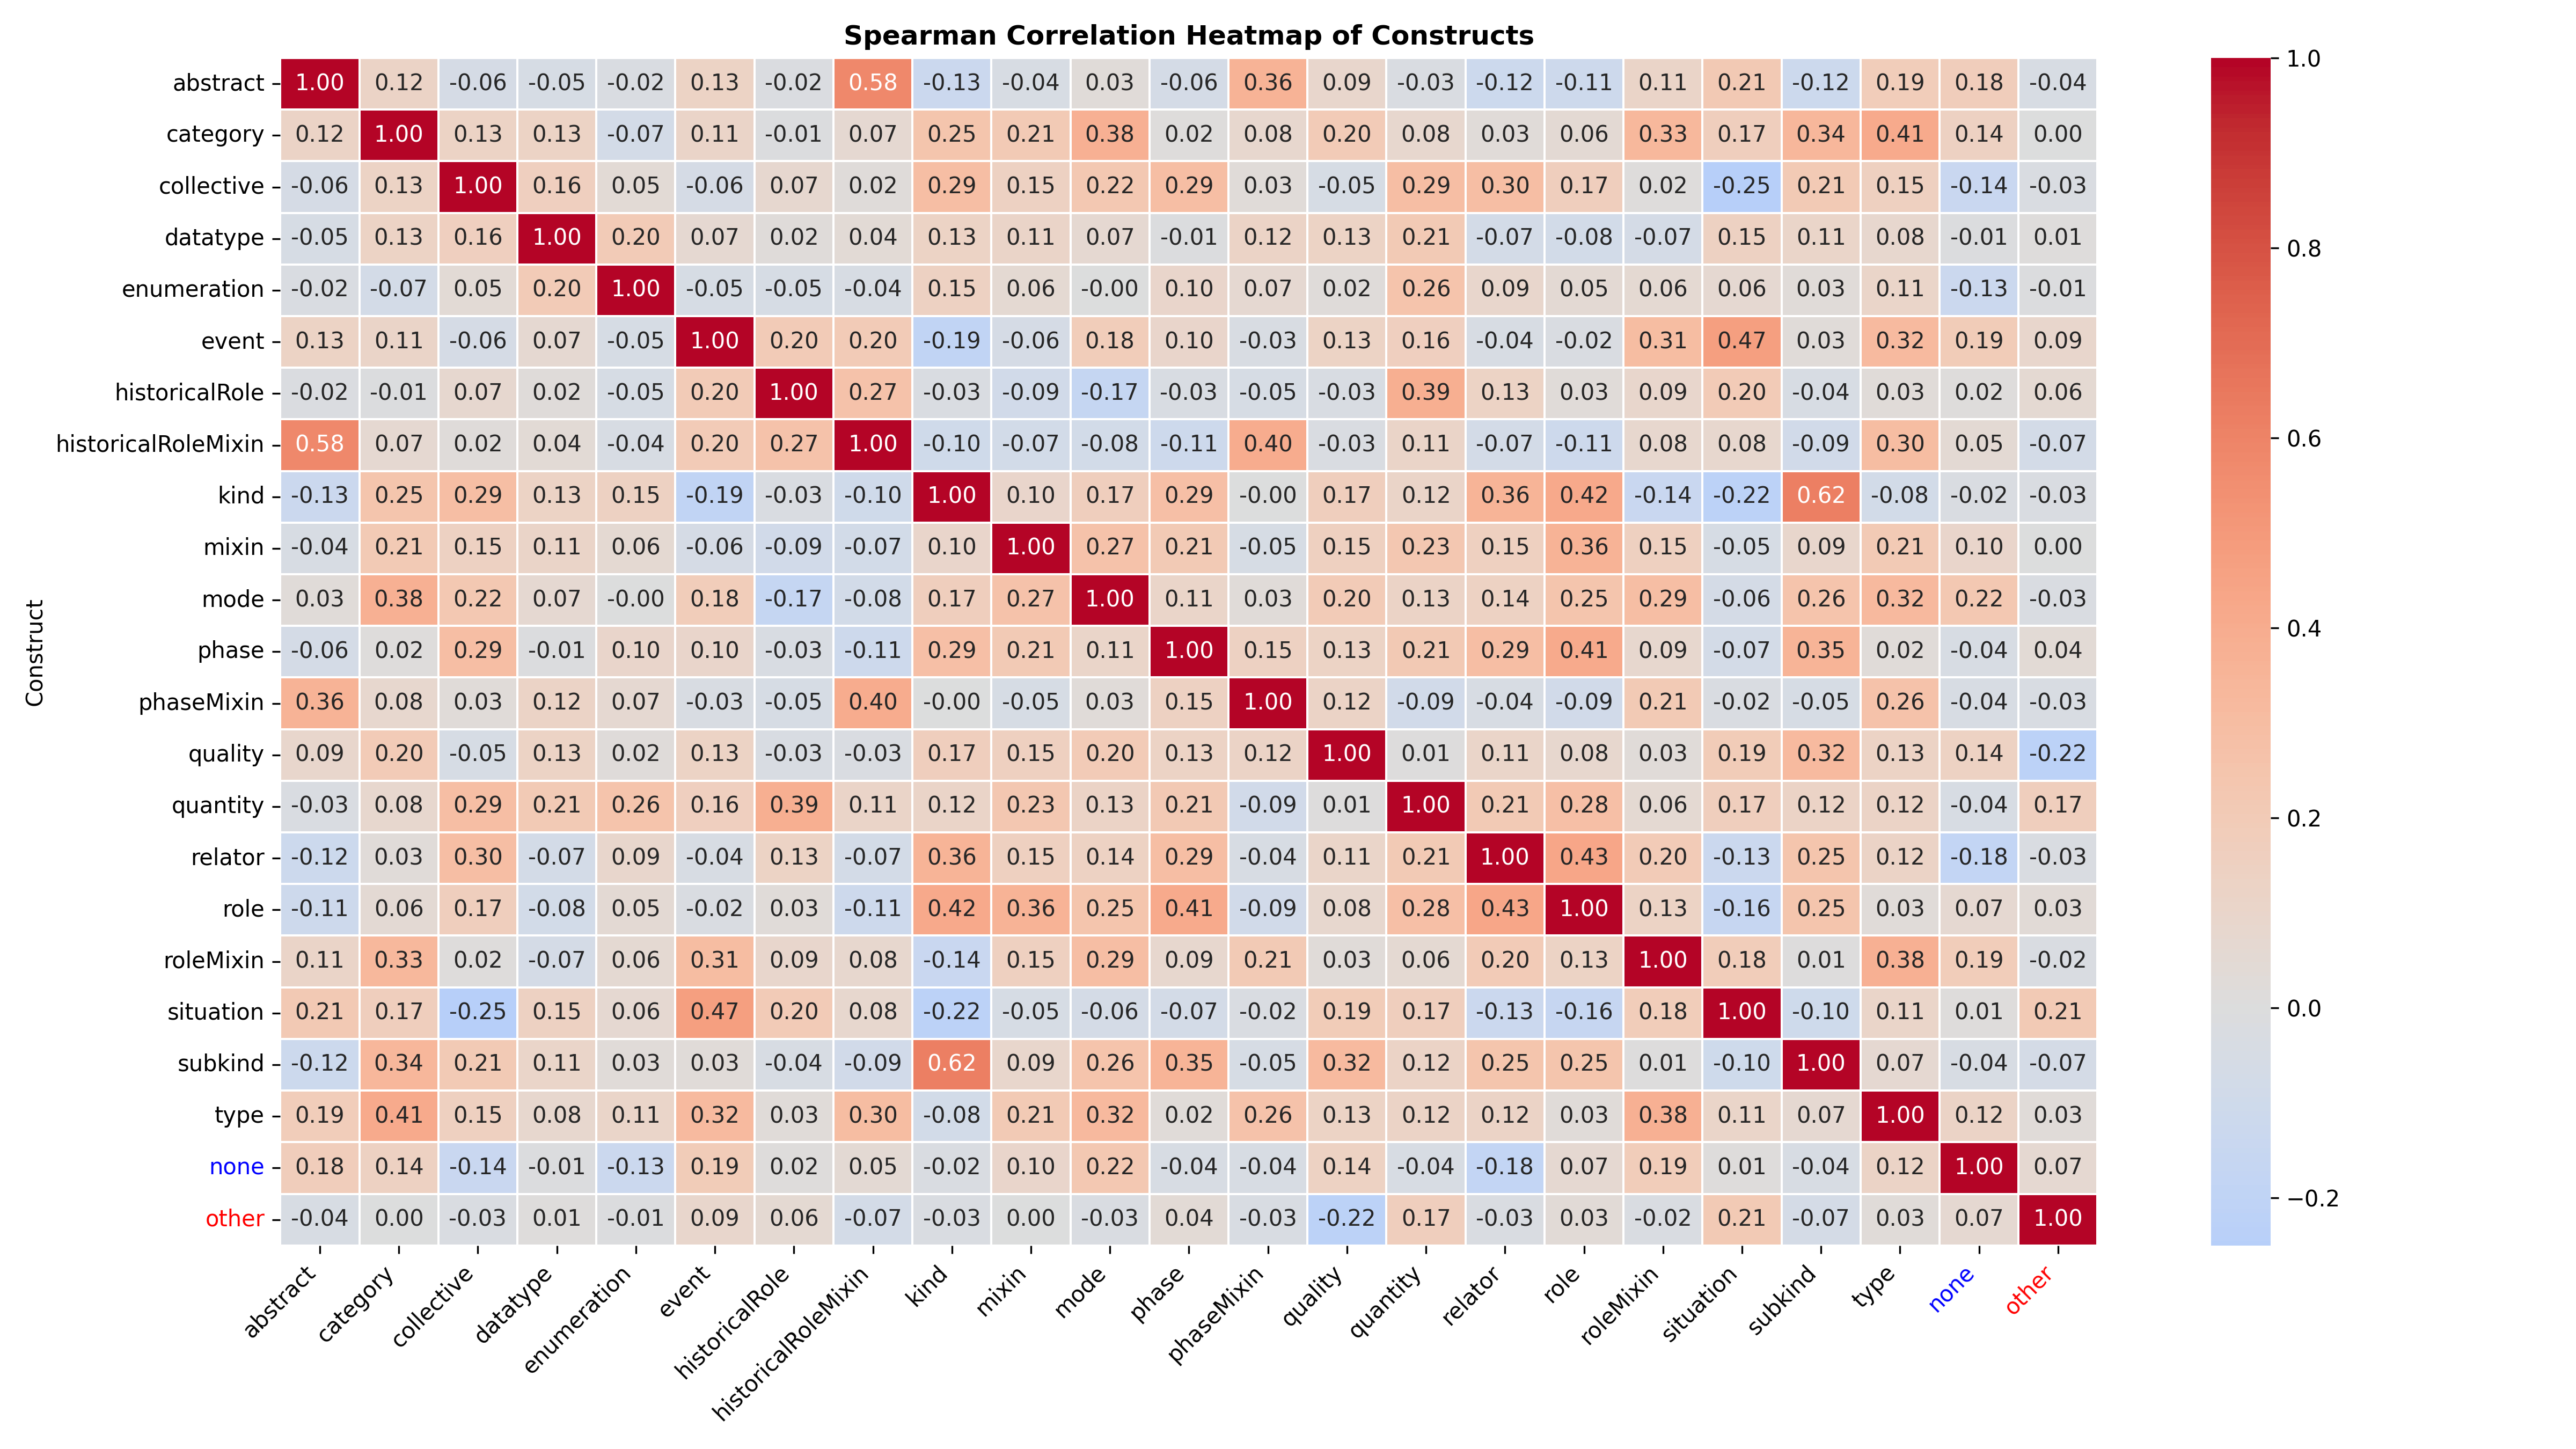 Spearman Correlation Heatmap of Constructs
Construct
abstract 1.00 0.12 -0.06 -0.05 -0.02 0.13 -0.02 0.58 -0.13 -0.04 0.03 -0.06 0.36 0.09 -0.03 -0.12 -0.11 0.11 0.21 -0.12 0.19 0.18 -0.04
category 0.12 1.00 0.13 0.13 -0.07 0.11 -0.01 0.07 0.25 0.21 0.38 0.02 0.08 0.20 0.08 0.03 0.06 0.33 0.17 0.34 0.41 0.14 0.00
collective -0.06 0.13 1.00 0.16 0.05 -0.06 0.07 0.02 0.29 0.15 0.22 0.29 0.03 -0.05 0.29 0.30 0.17 0.02 -0.25 0.21 0.15 -0.14 -0.03
datatype -0.05 0.13 0.16 1.00 0.20 0.07 0.02 0.04 0.13 0.11 0.07 -0.01 0.12 0.13 0.21 -0.07 -0.08 -0.07 0.15 0.11 0.08 -0.01 0.01
enumeration -0.02 -0.07 0.05 0.20 1.00 -0.05 -0.05 -0.04 0.15 0.06 -0.00 0.10 0.07 0.02 0.26 0.09 0.05 0.06 0.06 0.03 0.11 -0.13 -0.01
event 0.13 0.11 -0.06 0.07 -0.05 1.00 0.20 0.20 -0.19 -0.06 0.18 0.10 -0.03 0.13 0.16 -0.04 -0.02 0.31 0.47 0.03 0.32 0.19 0.09
historicalRole -0.02 -0.01 0.07 0.02 -0.05 0.20 1.00 0.27 -0.03 -0.09 -0.17 -0.03 -0.05 -0.03 0.39 0.13 0.03 0.09 0.20 -0.04 0.03 0.02 0.06
historicalRoleMixin 0.58 0.07 0.02 0.04 -0.04 0.20 0.27 1.00 -0.10 -0.07 -0.08 -0.11 0.40 -0.03 0.11 -0.07 -0.11 0.08 0.08 -0.09 0.30 0.05 -0.07
kind -0.13 0.25 0.29 0.13 0.15 -0.19 -0.03 -0.10 1.00 0.10 0.17 0.29 -0.00 0.17 0.12 0.36 0.42 -0.14 -0.22 0.62 -0.08 -0.02 -0.03
mixin -0.04 0.21 0.15 0.11 0.06 -0.06 -0.09 -0.07 0.10 1.00 0.27 0.21 -0.05 0.15 0.23 0.15 0.36 0.15 -0.05 0.09 0.21 0.10 0.00
mode 0.03 0.38 0.22 0.07 -0.00 0.18 -0.17 -0.08 0.17 0.27 1.00 0.11 0.03 0.20 0.13 0.14 0.25 0.29 -0.06 0.26 0.32 0.22 -0.03
phase -0.06 0.02 0.29 -0.01 0.10 0.10 -0.03 -0.11 0.29 0.21 0.11 1.00 0.15 0.13 0.21 0.29 0.41 0.09 -0.07 0.35 0.02 -0.04 0.04
phaseMixin 0.36 0.08 0.03 0.12 0.07 -0.03 -0.05 0.40 -0.00 -0.05 0.03 0.15 1.00 0.12 -0.09 -0.04 -0.09 0.21 -0.02 -0.05 0.26 -0.04 -0.03
quality 0.09 0.20 -0.05 0.13 0.02 0.13 -0.03 -0.03 0.17 0.15 0.20 0.13 0.12 1.00 0.01 0.11 0.08 0.03 0.19 0.32 0.13 0.14 -0.22
quantity -0.03 0.08 0.29 0.21 0.26 0.16 0.39 0.11 0.12 0.23 0.13 0.21 -0.09 0.01 1.00 0.21 0.28 0.06 0.17 0.12 0.12 -0.04 0.17
relator -0.12 0.03 0.30 -0.07 0.09 -0.04 0.13 -0.07 0.36 0.15 0.14 0.29 -0.04 0.11 0.21 1.00 0.43 0.20 -0.13 0.25 0.12 -0.18 -0.03
role -0.11 0.06 0.17 -0.08 0.05 -0.02 0.03 -0.11 0.42 0.36 0.25 0.41 -0.09 0.08 0.28 0.43 1.00 0.13 -0.16 0.25 0.03 0.07 0.03
roleMixin 0.11 0.33 0.02 -0.07 0.06 0.31 0.09 0.08 -0.14 0.15 0.29 0.09 0.21 0.03 0.06 0.20 0.13 1.00 0.18 0.01 0.38 0.19 -0.02
situation 0.21 0.17 -0.25 0.15 0.06 0.47 0.20 0.08 -0.22 -0.05 -0.06 -0.07 -0.02 0.19 0.17 -0.13 -0.16 0.18 1.00 -0.10 0.11 0.01 0.21
subkind -0.12 0.34 0.21 0.11 0.03 0.03 -0.04 -0.09 0.62 0.09 0.26 0.35 -0.05 0.32 0.12 0.25 0.25 0.01 -0.10 1.00 0.07 -0.04 -0.07
type 0.19 0.41 0.15 0.08 0.11 0.32 0.03 0.30 -0.08 0.21 0.32 0.02 0.26 0.13 0.12 0.12 0.03 0.38 0.11 0.07 1.00 0.12 0.03
none 0.18 0.14 -0.14 -0.01 -0.13 0.19 0.02 0.05 -0.02 0.10 0.22 -0.04 -0.04 0.14 -0.04 -0.18 0.07 0.19 0.01 -0.04 0.12 1.00 0.07
other -0.04 0.00 -0.03 0.01 -0.01 0.09 0.06 -0.07 -0.03 0.00 -0.03 0.04 -0.03 -0.22 0.17 -0.03 0.03 -0.02 0.21 -0.07 0.03 0.07 1.00
abstract category collective datatype enumeration event historicalRole historicalRoleMixin kind mixin mode phase phaseMixin quality quantity relator role roleMixin situation subkind type none other
1.0
0.8
0.6
0.4
0.2
0.0
−0.2